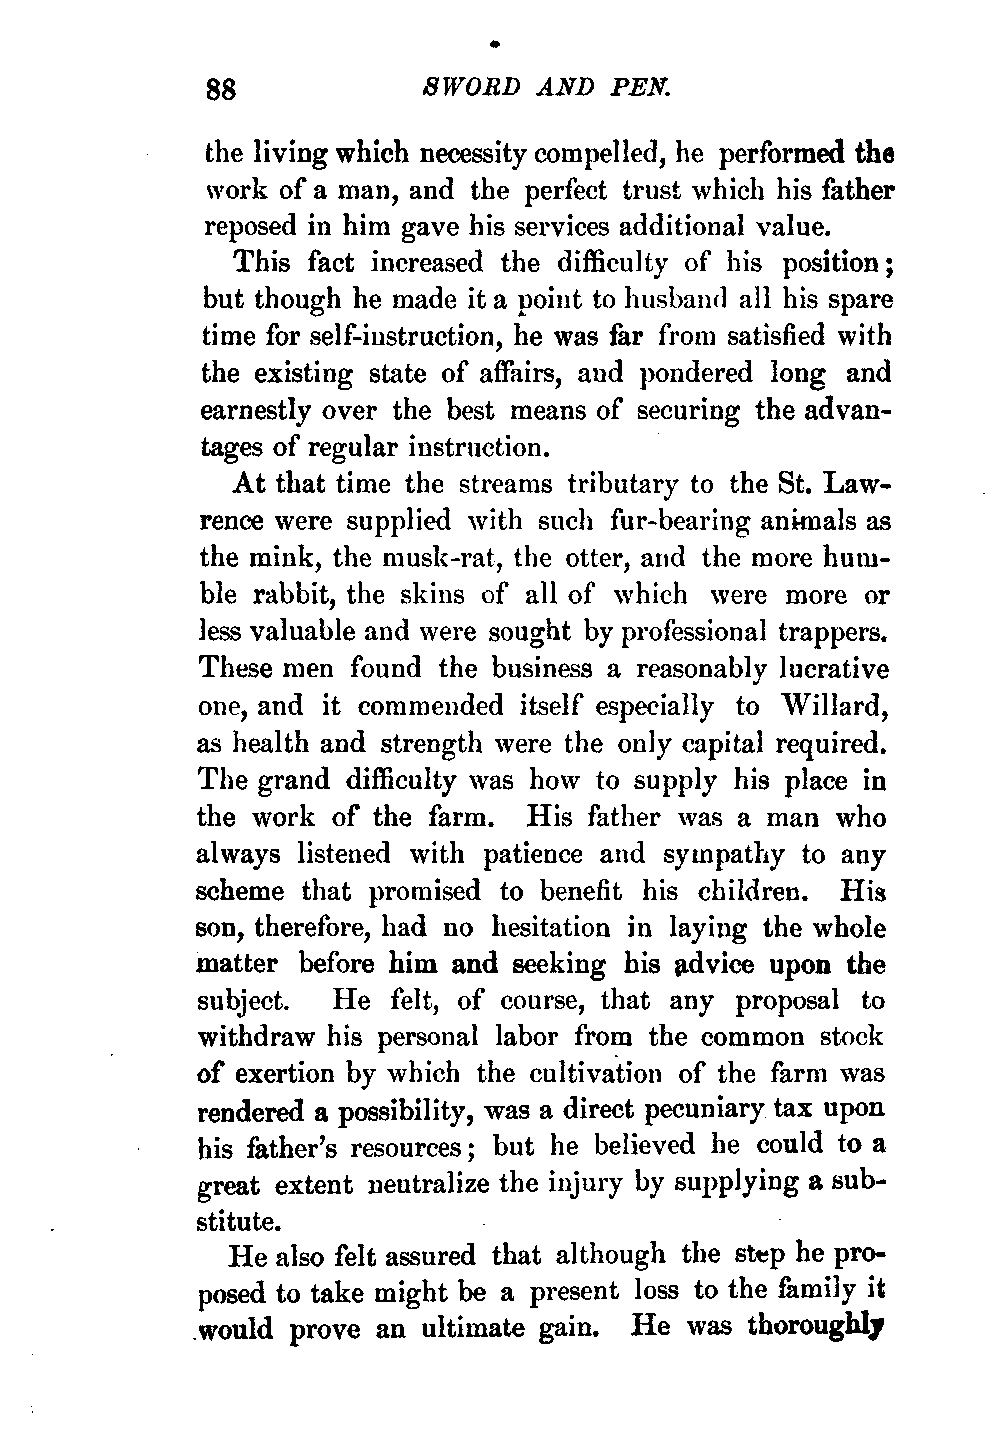 88 SWORD AND PEN.
the living which necessity compelled, he performed the
work of a man, and the perfect trust which his father
reposed in him gave his services additional value.
This fact increased the difficulty of his position;
but though he made it a point to husband all his spare
time for self-instruction, he was far from satisfied with
the existing state of affairs, and pondered long and
earnestly over the best means of securing the advan-
tages of regular instruction.
At that time the streams tributary to the St. Law-
rence were supplied with such fur-bearing animals as
the mink, the musk-rat, the otter, and the more hum-
ble rabbit, the skins of all of which were more or
less valuable and were sought by professional trappers.
These men found the business a reasonably lucrative
one, and it commended itself especially to Willard,
as health and strength were the only capital required.
The grand difficulty was how to supply his place in
the work of the farm. His father was a man who
always listened with patience and sympathy to any
scheme that promised to benefit his children. His
son, therefore, had no hesitation in laying the whole
matter before him and seeking his advice upon the
subject. He felt, of course, that any proposal to
withdraw his personal labor from the common stock
of exertion by which the cultivation of the farm was
rendered a possibility, was a direct pecuniary tax upon
his father's resources; but he believed he could to a
great extent neutralize the injury by supplying a sub-
stitute.
He also felt assured that although the step he pro-
posed to take might be a present loss to the family it
would prove an ultimate gain. He was thoroughly